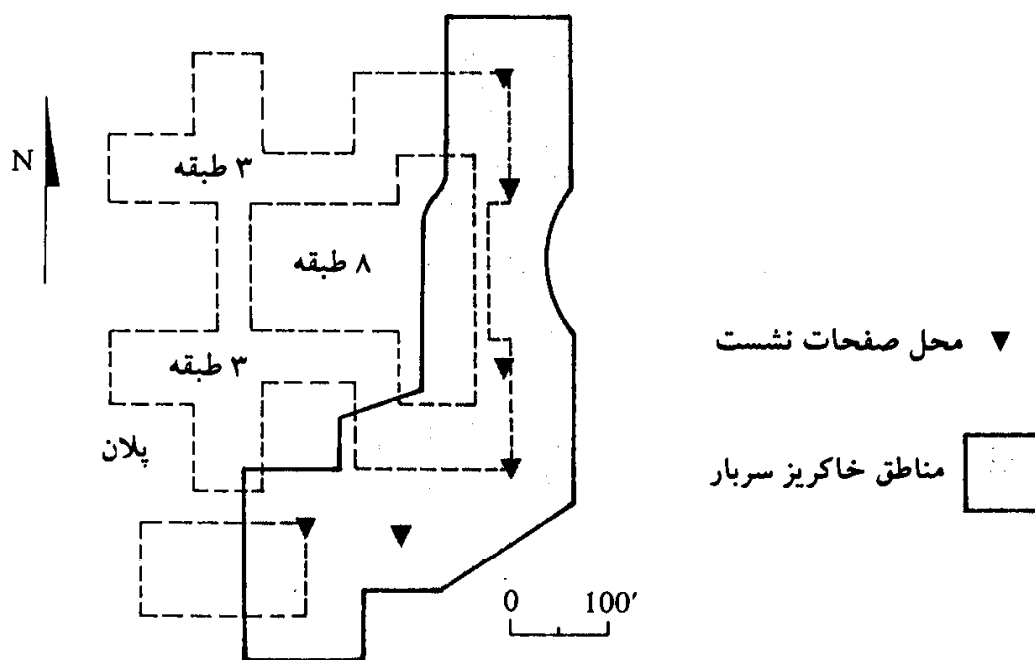 N
۳ طبقه
۸ طبقه
۳ طبقه
پلان
محل صفحات نشست
مناطق خاکریز سربار
0 100′